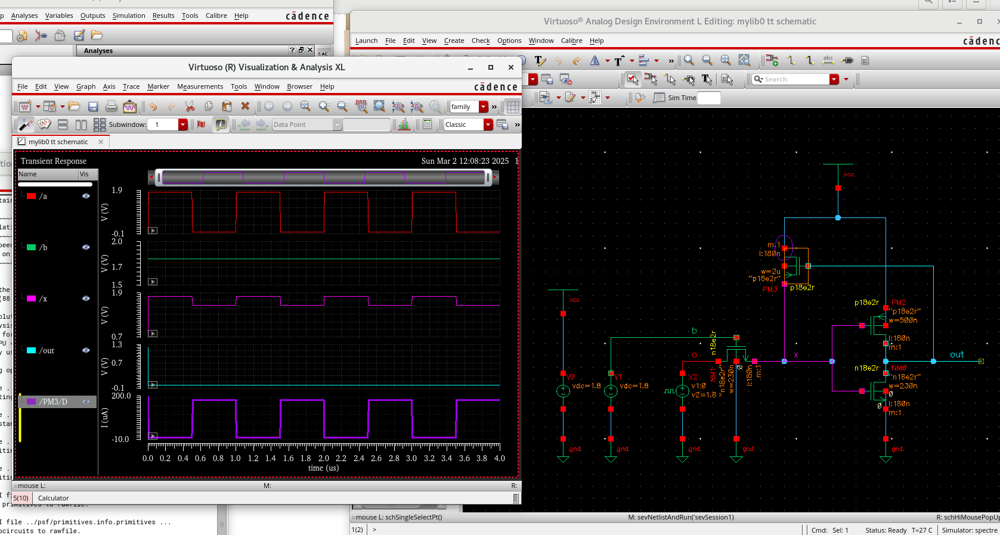 Analyses Variables Outputs Simulation Results Tools Calibre Help cādence
Analyses
Virtuoso (R) Visualization & Analysis XL
File Edit View Graph Axis Trace Marker Measurements Tools Window Browser Help cādence
family »
Subwindow: 1 Data Point Classic »
mylib0 tt schematic
Transient Response Sun Mar 2 12:08:23 2025 1
Name Vis
/a
/b
/x
/out
/PM3/D
1.9
V (V)
-0.1
2.0
1.7
V (V)
1.5
1.9
V (V)
0.7
1.3
0.7
V (V)
-0.1
200.0
I (uA)
-10.0
0.0 0.2 0.4 0.6 0.8 1.0 1.2 1.4 1.6 1.8 2.0 2.2 2.4 2.6 2.8 3.0 3.2 3.4 3.6 3.8 4.0
time (us)
mouse L: M: R:
5(10) Calculator
primitives to rawfile.
I file ../psf/primitives.info.primitives ...
ocircuits to rawfile.
Virtuoso® Analog Design Environment L Editing: mylib0 tt schematic
Launch File Edit View Create Check Options Window Calibre Help cādenc
abc
»
Search
Sim Time
vcc
m:1
l:180n
w=2u
"p18e2r"
PM3 p18e2r
vcc
p18e2r PM2
"p18e2r"
w=500n
l:180n
m:1
b
n18e2r
a
x
out
V0
vdc=1.8
V1
vdc=1.8
V2
v1:0
v2=1.8
NM1
"n18e2r"
w=230n
0
l:180n
m:1
n18e2r NM0
"n18e2r"
w=230n
0
l:180n
0
m:1
gnd gnd gnd gnd gnd
mouse L: schSingleSelectPt() M: sevNetlistAndRun('sevSession1) R: schHiMousePopUp
1(2) > Cmd: Sel: 1 Status: Ready T=27 C Simulator: spectre